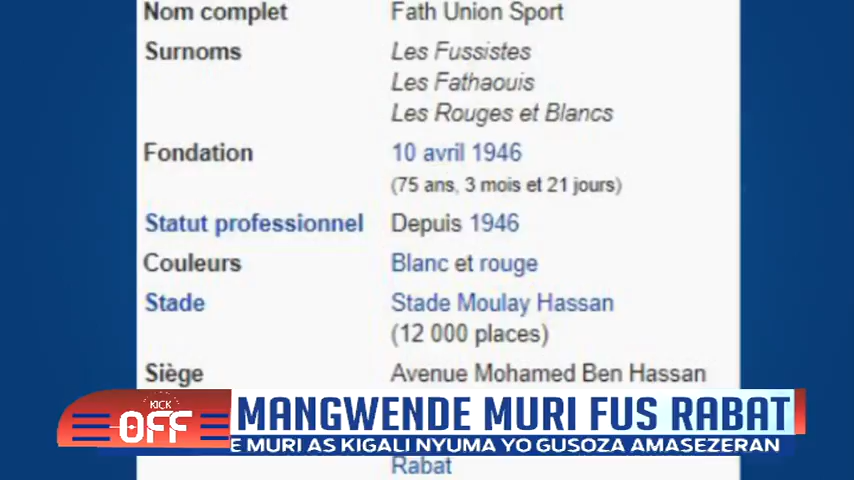 Nom complet Fath Union Sport
Surnoms Les Fussistes
Les Fathaouis
Les Rouges et Blancs
Fondation 10 avril 1946
(75 ans, 3 mois et 21 jours)
Statut professionnel Depuis 1946
Couleurs Blanc et rouge
Stade Stade Moulay Hassan
(12 000 places)
Siège Avenue Mohamed Ben Hassan
KICK
OFF
MANGWENDE MURI FUS RABAT
E MURI AS KIGALI NYUMA YO GUSOZA AMASEZERAN
Rabat